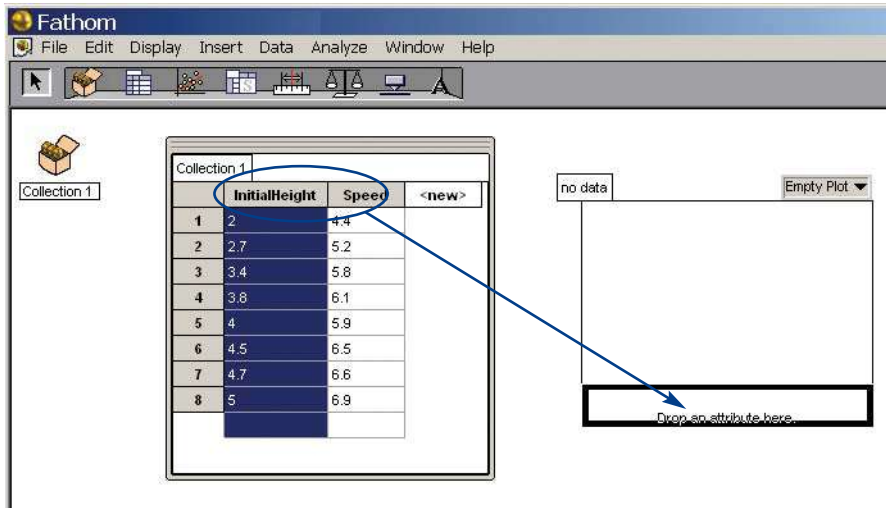 Fathom
File Edit Display Insert Data Analyze Window Help
Collection 1
Collection 1
InitialHeight Speed <new>
1 2 4.4
2 2.7 5.2
3 3.4 5.8
4 3.8 6.1
5 4 5.9
6 4.5 6.5
7 4.7 6.6
8 5 6.9
no data Empty Plot
Drop an attribute here.